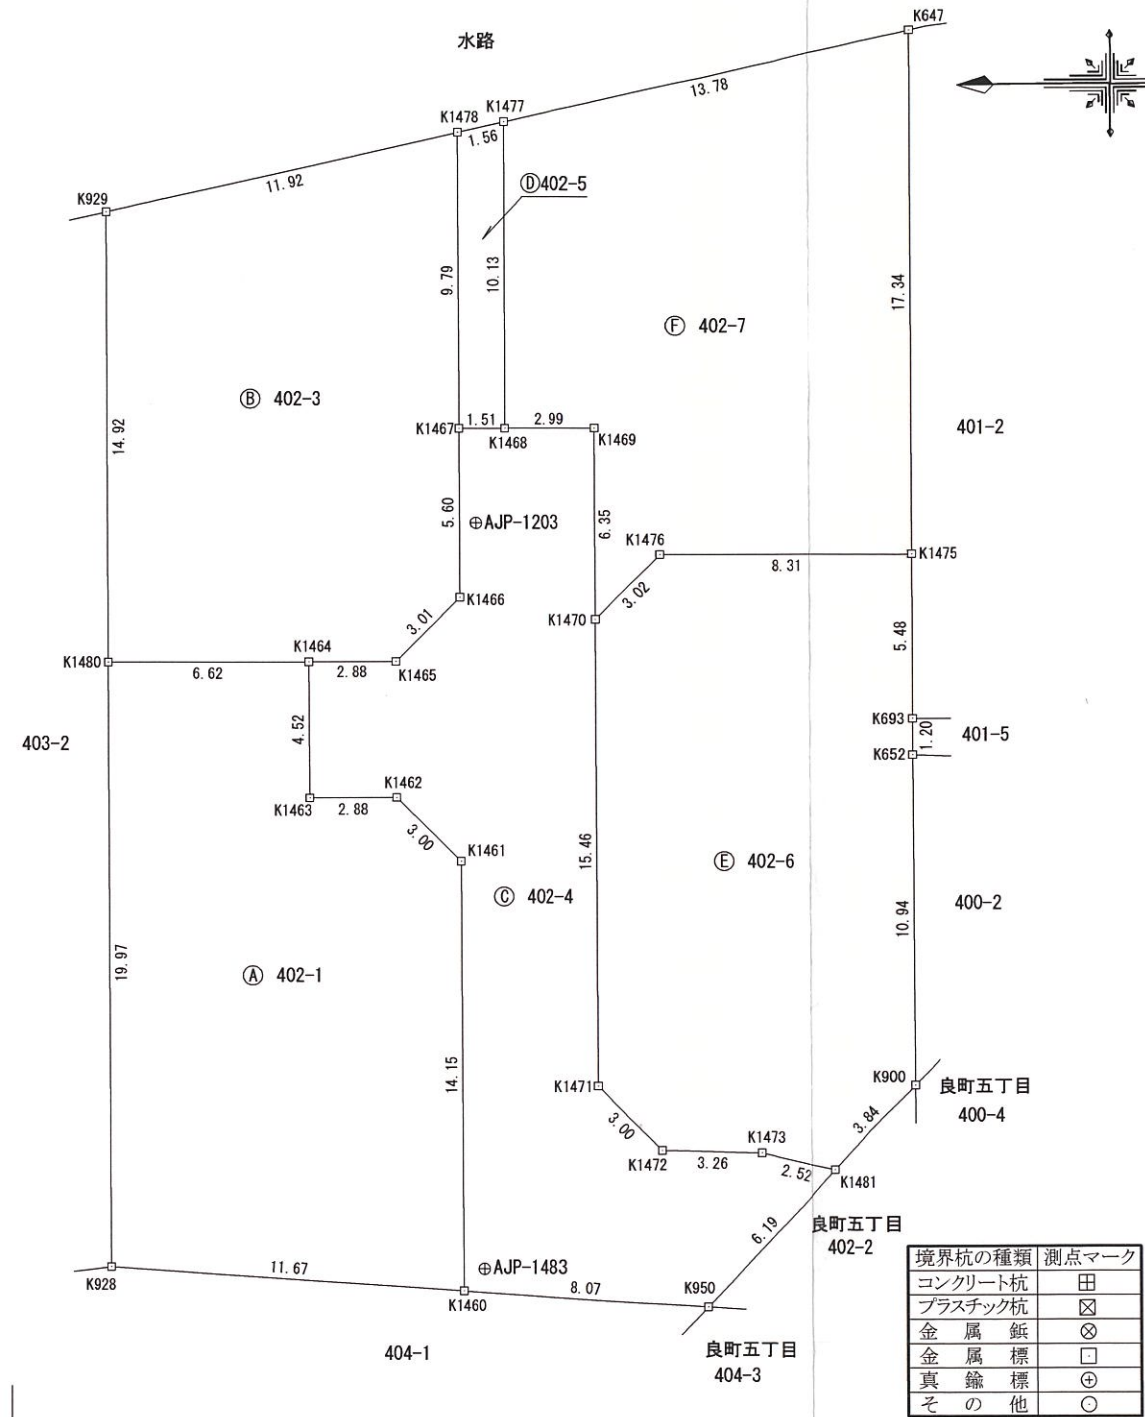 K647
水路
13.78
K1477
K1478
1.56
11.92
Ⓓ402-5
K929
9.79
10.13
17.34
Ⓕ 402-7
Ⓑ 402-3
14.92
K1467
1.51
2.99
K1468
K1469
401-2
5.60
⊕AJP-1203
6.35
K1476
K1475
8.31
3.02
K1466
K1470
3.01
K1464
K1480
6.62
2.88
K1465
5.48
4.52
403-2
K693
1.20
401-5
K652
K1462
K1463
2.88
3.00
K1461
15.46
Ⓔ 402-6
Ⓒ 402-4
400-2
10.94
19.97
Ⓐ 402-1
14.15
K1471
K900
良町五丁目
400-4
3.00
3.84
K1473
K1472
3.26
2.52
K1481
6.19
良町五丁目
402-2
11.67
⊕AJP-1483
K928
K1460
8.07
K950
404-1
良町五丁目
404-3
境界杭の種類 測点マーク
コンクリート杭 ⊞
プラスチック杭 ⊠
金属鋲 ⊗
金属標 ⊡
真鍮標 ⊕
その他 ⊙